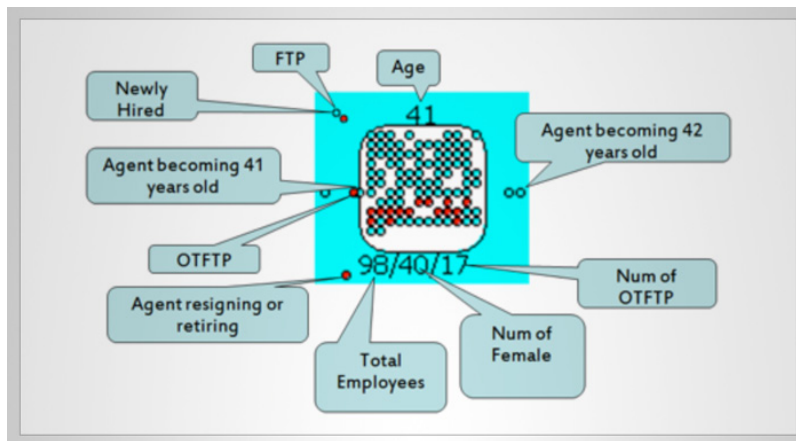 FTP
Age
Newly
Hired
41
Agent becoming 42
years old
Agent becoming 41
years old
OTFTP
98/40/17
Num of
OTFTP
Agent resigning or
retiring
Num of
Female
Total
Employees